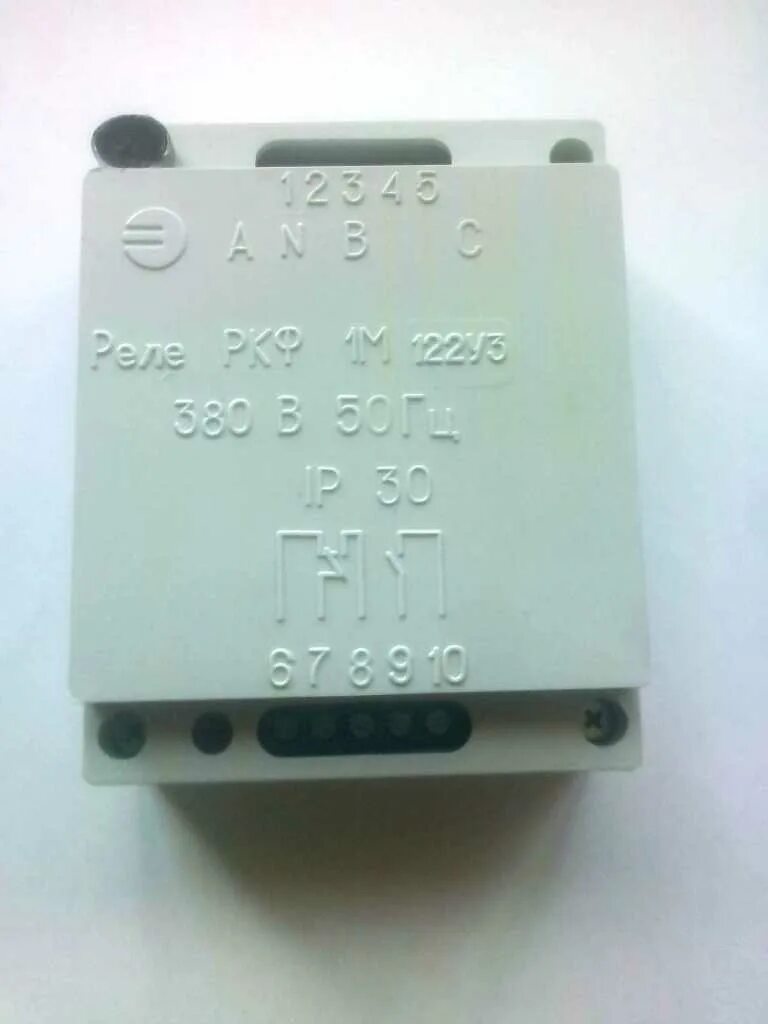 12345
A N B C
Реле РКФ 1М 122У3
380 В 50Гц
IP 30
678910